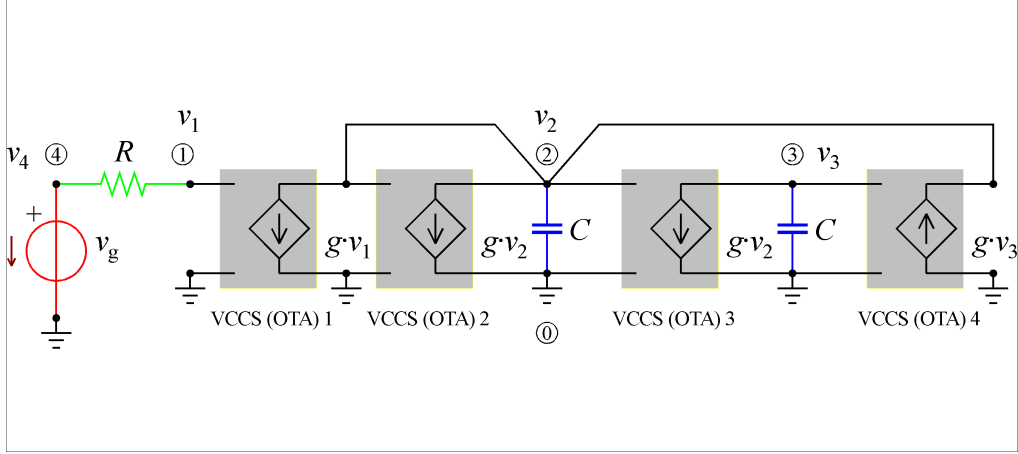 v₁
v₂
v₄ ④ R ① ② ③ v₃
+
v_g g·v₁ g·v₂ C g·v₂ C g·v₃
VCCS (OTA) 1 VCCS (OTA) 2 VCCS (OTA) 3 VCCS (OTA) 4
⓪